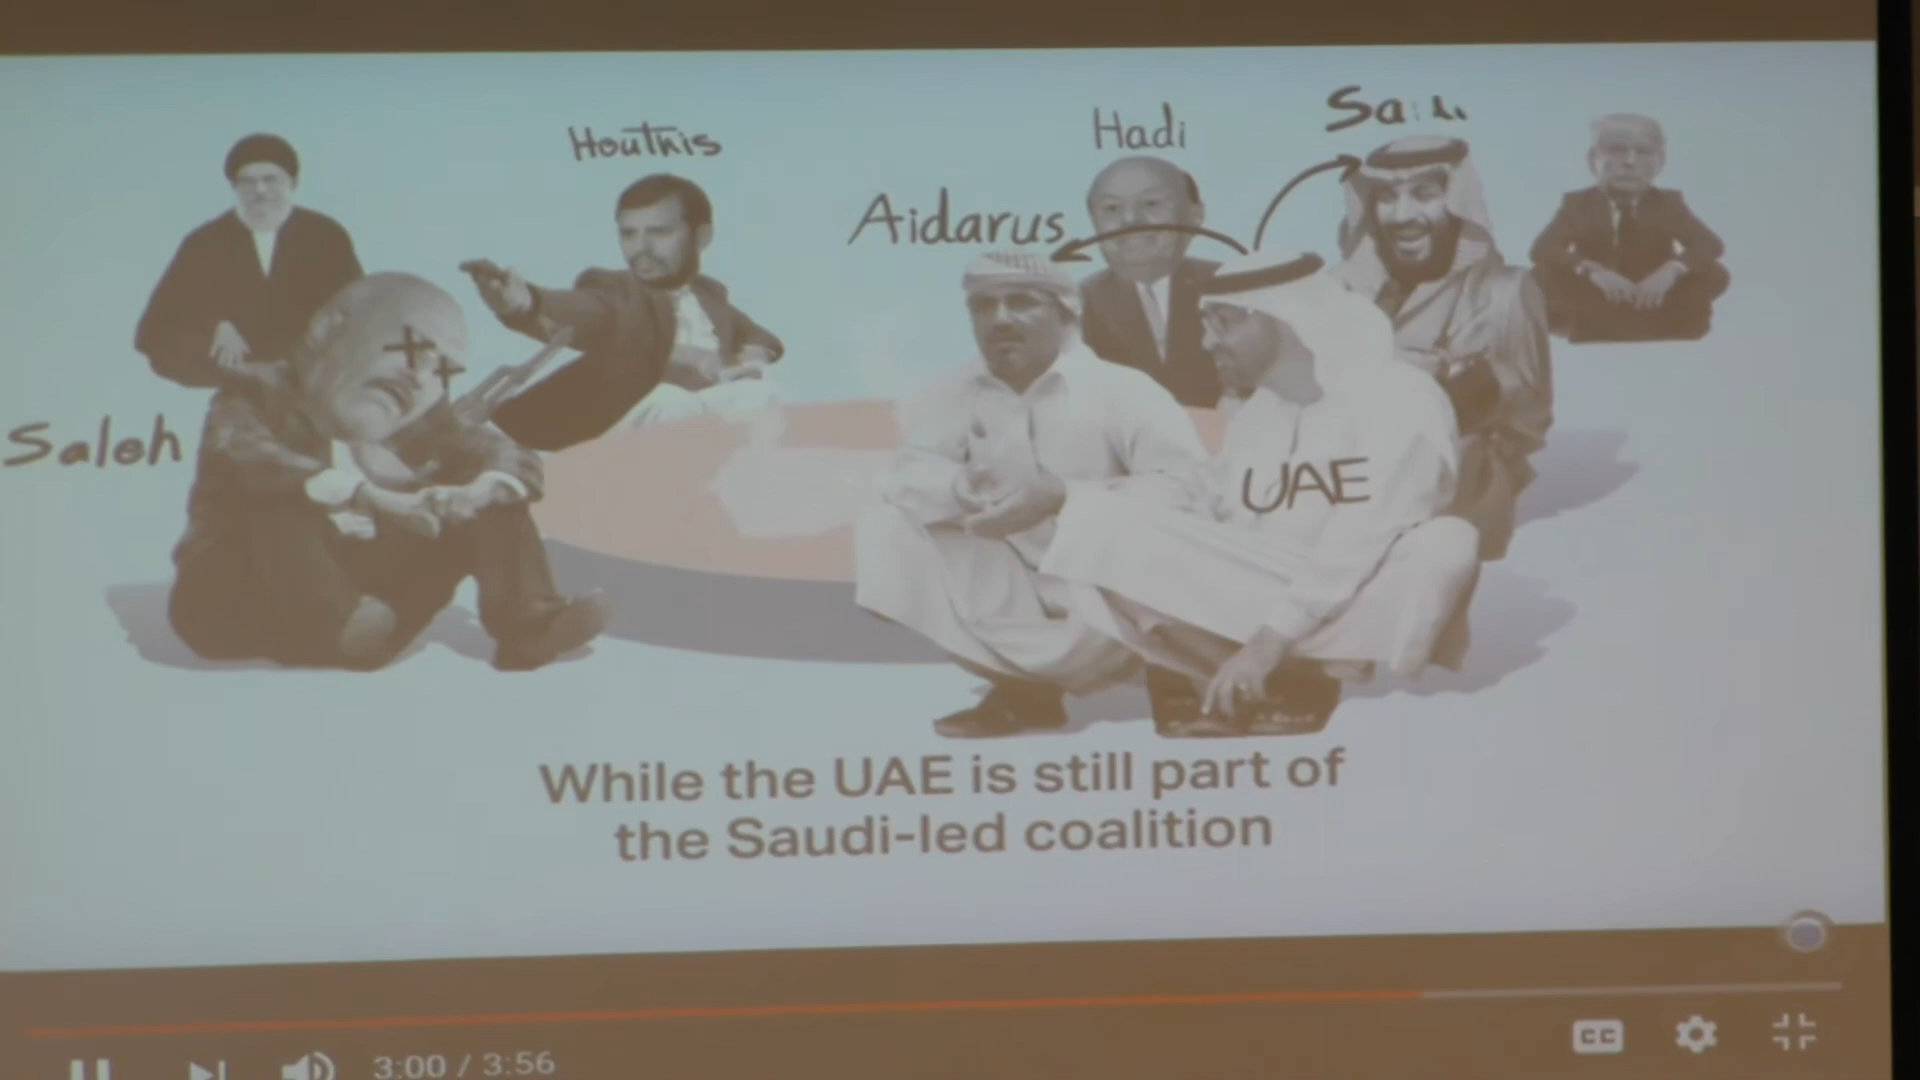 Houthis
Hadi
Aidarus
Saleh
UAE
While the UAE is still part of
the Saudi-led coalition
CC
3:00 / 3:56